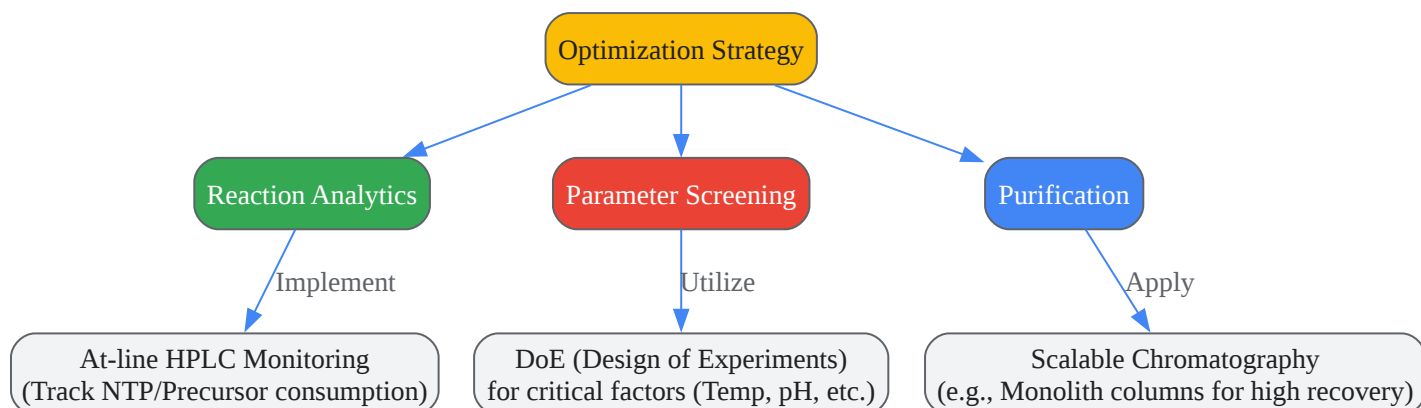 Optimization Strategy
Reaction Analytics
Parameter Screening
Purification
Implement
Utilize
Apply
At-line HPLC Monitoring
(Track NTP/Precursor consumption)
DoE (Design of Experiments)
for critical factors (Temp, pH, etc.)
Scalable Chromatography
(e.g., Monolith columns for high recovery)